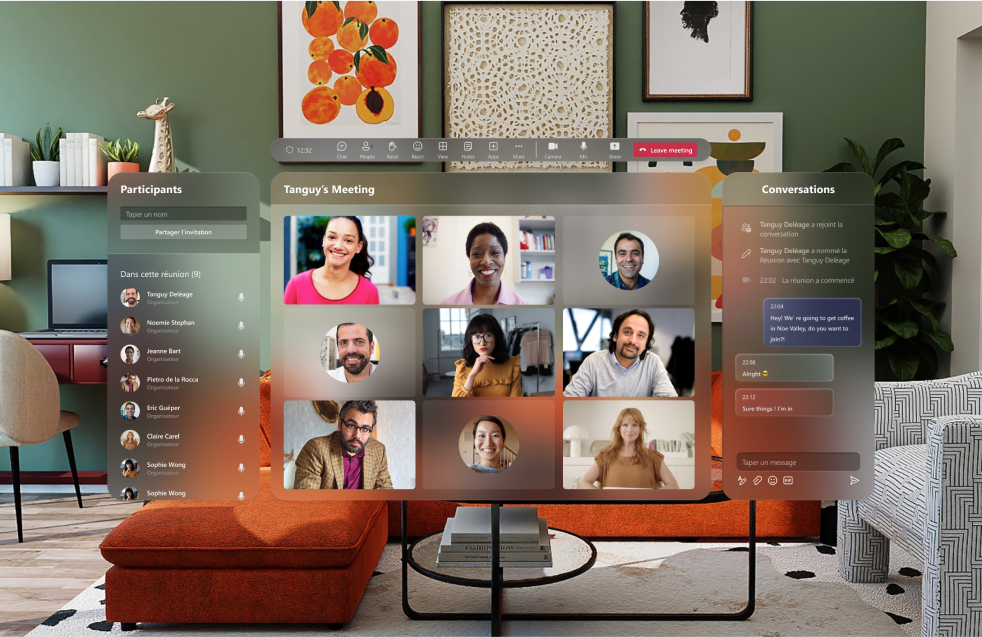 12:32
Chat
People
Raise
React
View
Notes
Apps
More
Camera
Mic
Share
Leave meeting
Participants
Taper un nom
Partager l'invitation
Dans cette réunion (9)
Tanguy Deléage
Organisateur
Noemie Stephan
Organisateur
Jeanne Bart
Organisateur
Pietro de la Rocca
Organisateur
Eric Guéper
Organisateur
Claire Carel
Organisateur
Sophie Wong
Organisateur
Sophie Wong
Tanguy's Meeting
Conversations
Tanguy Deléage a rejoint la
conversation
Tanguy Deléage a nommé la
Réunion avec Tanguy Deléage
22:02 La réunion a commencé
22:04
Hey! We' re going to get coffee
in Noe Valley, do you want to
join?!
22:08
Alright 😎
22:12
Sure things ! I'm in
Taper un message